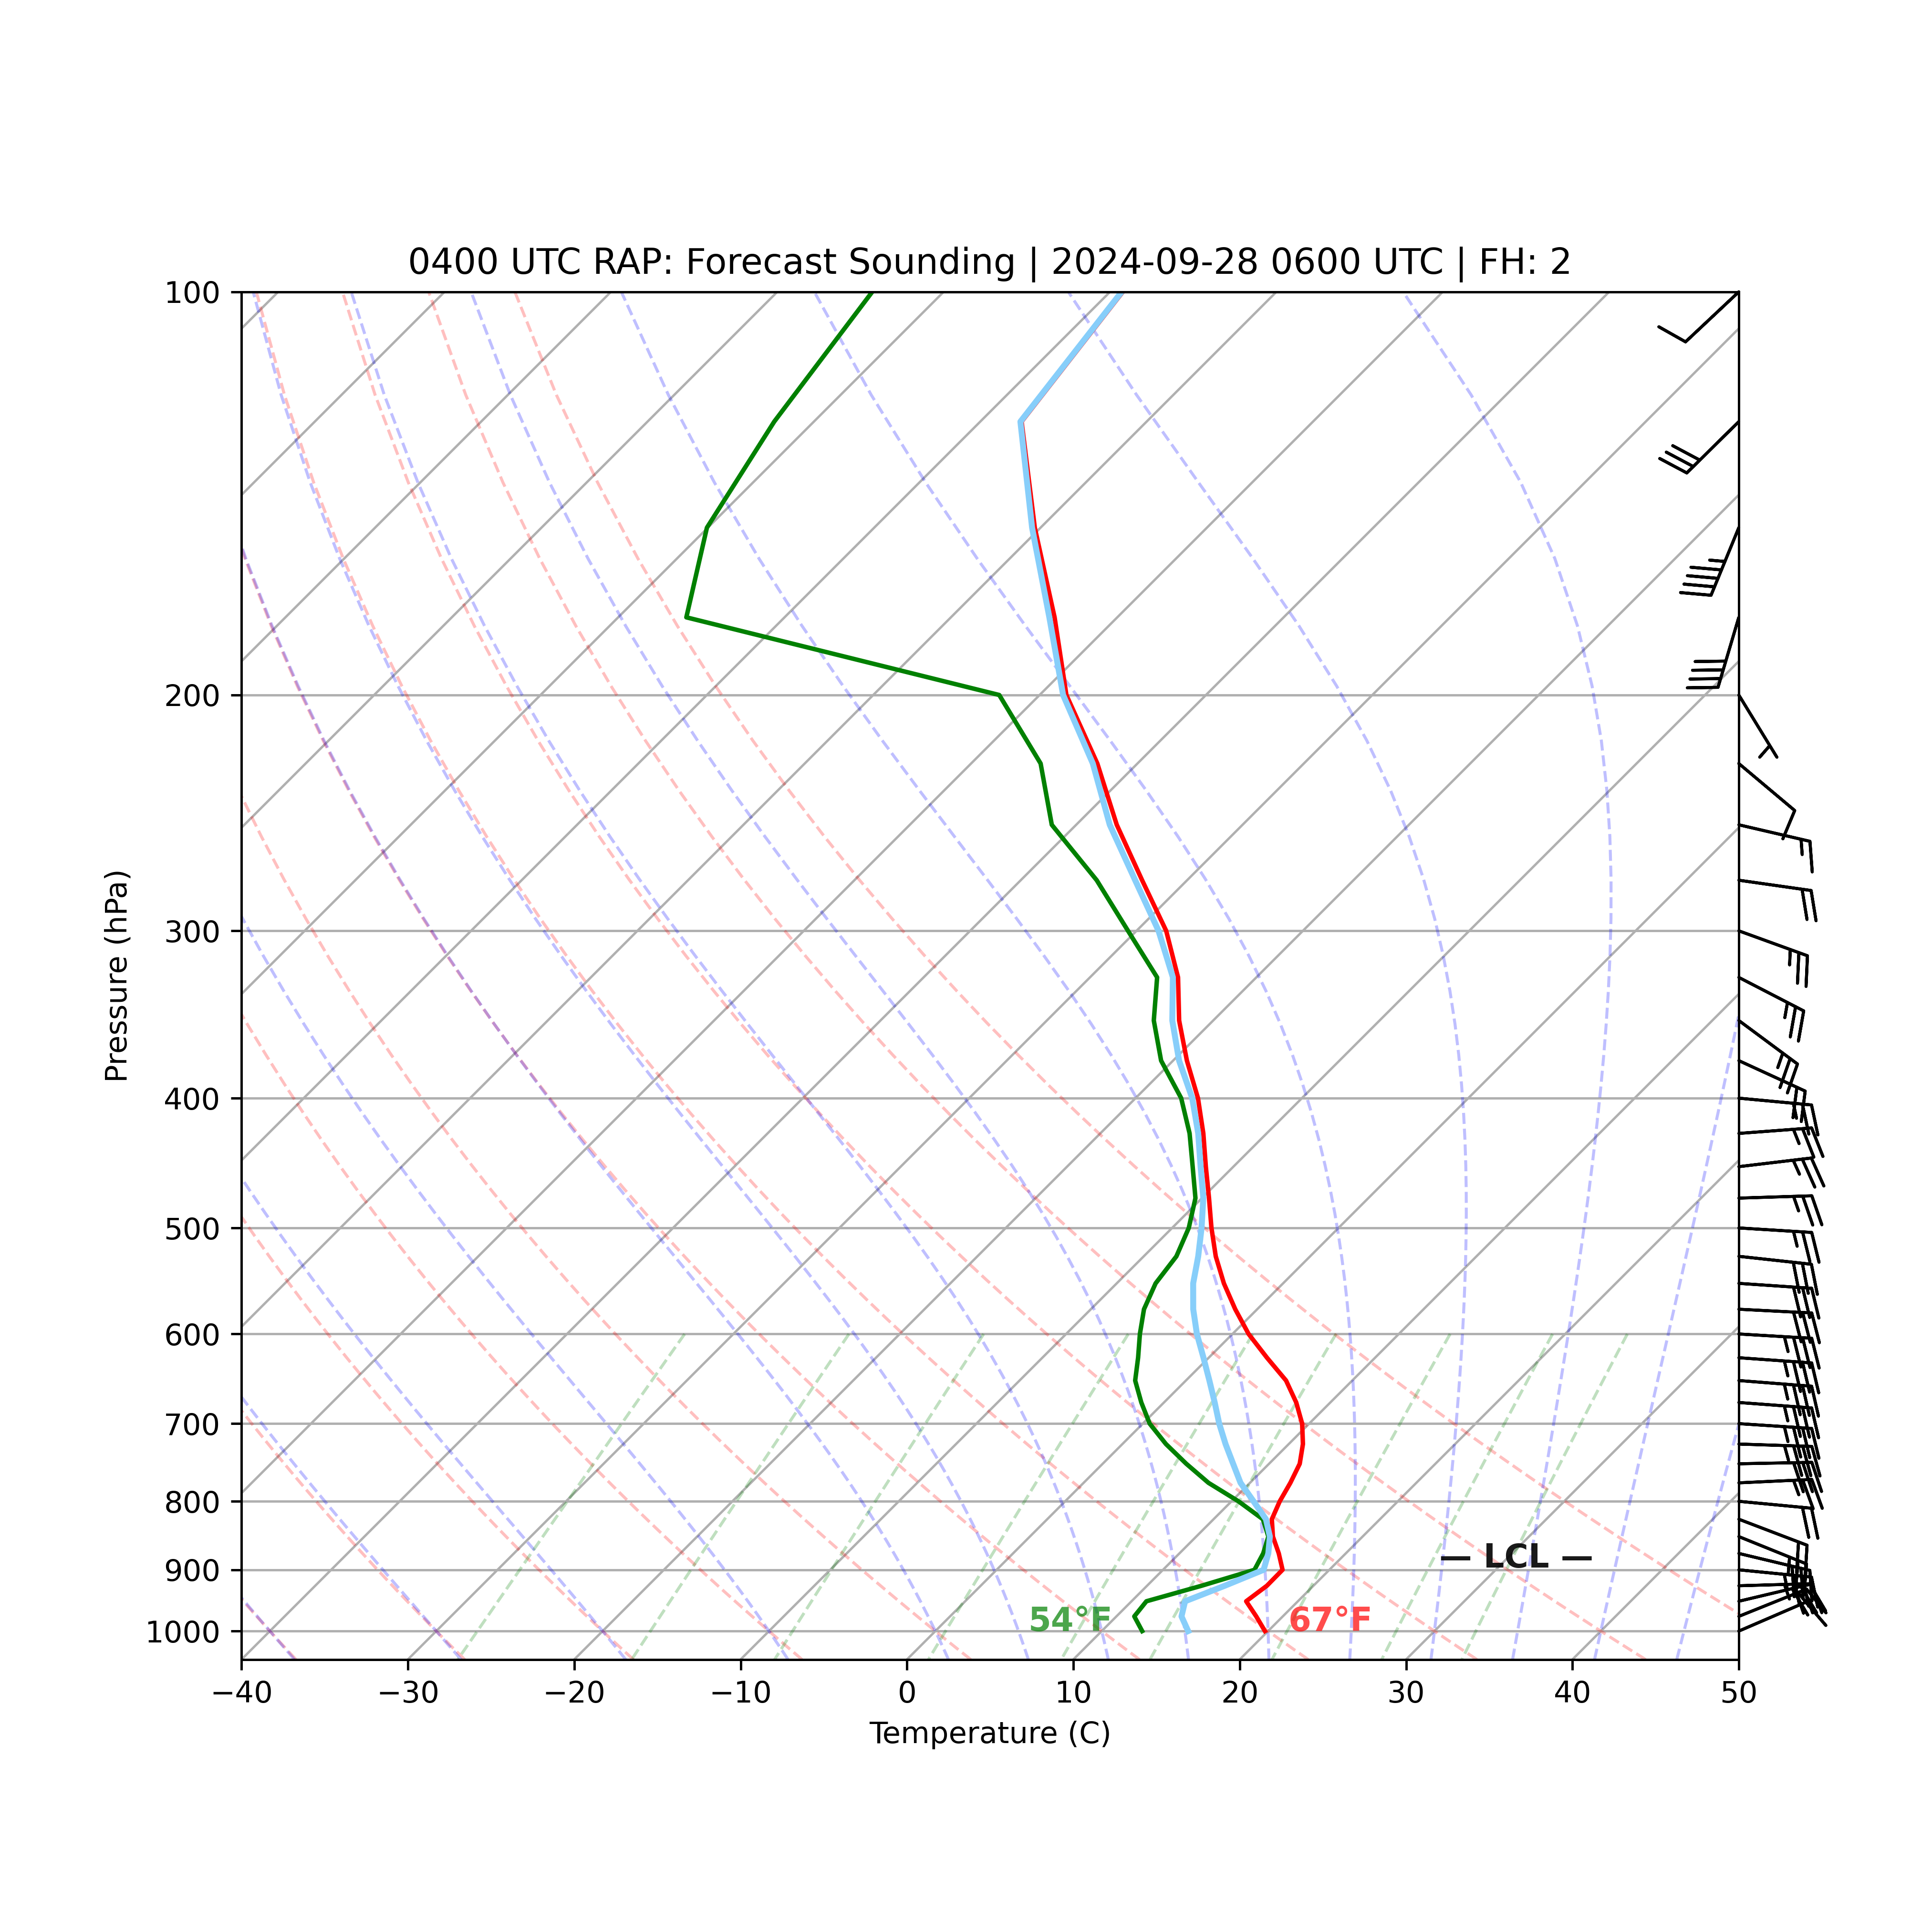 0400 UTC RAP: Forecast Sounding | 2024-09-28 0600 UTC | FH: 2
100
200
300
400
500
600
700
800
900
1000
Pressure (hPa)
— LCL —
54°F
67°F
−40 −30 −20 −10 0 10 20 30 40 50
Temperature (C)